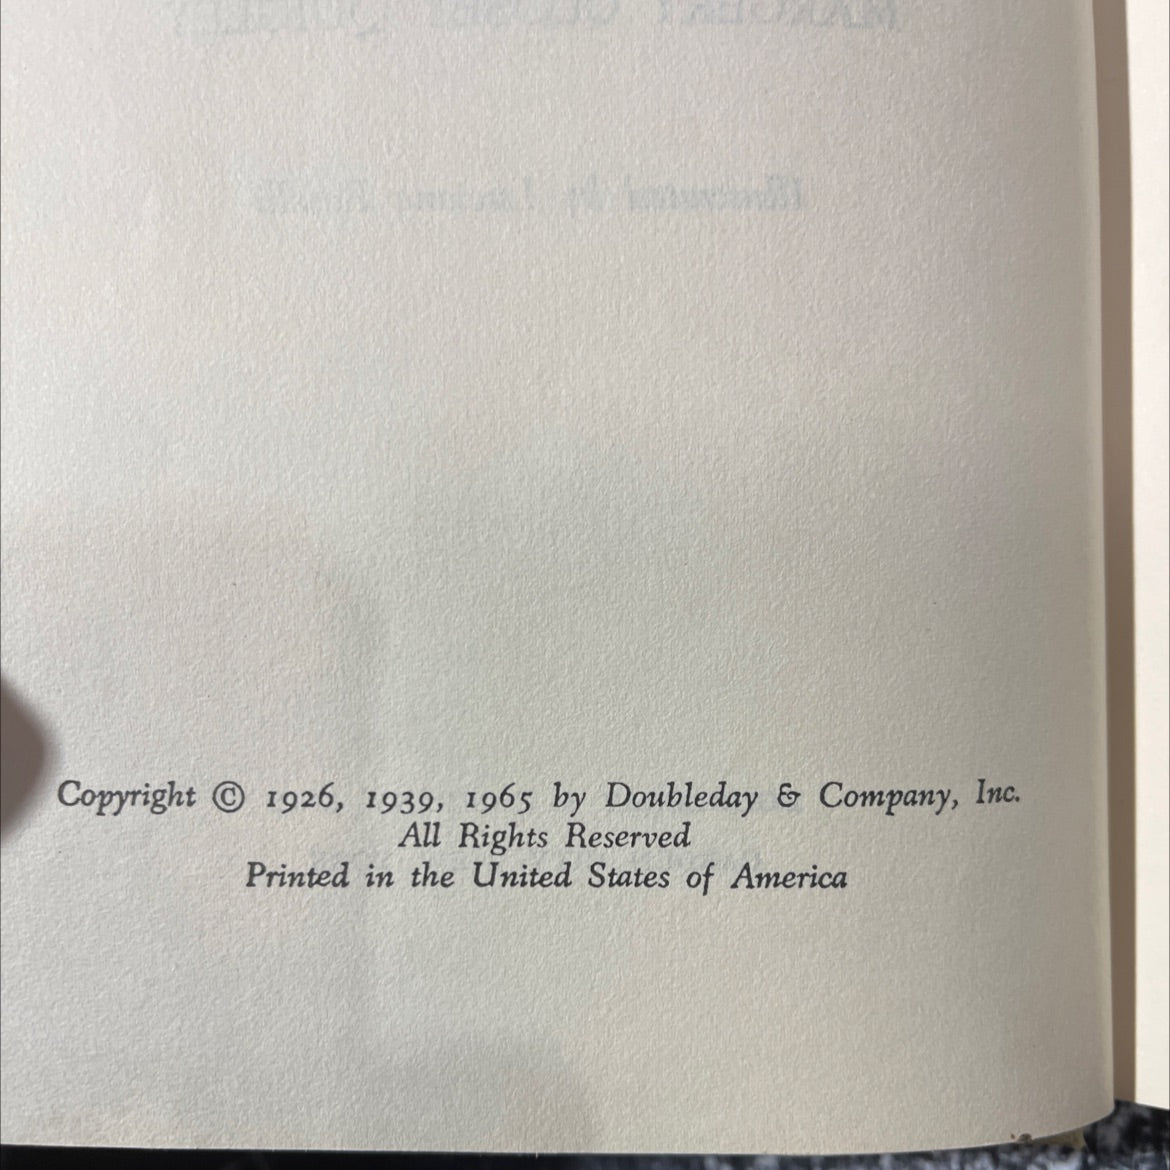 Copyright © 1926, 1939, 1965 by Doubleday & Company, Inc.
All Rights Reserved
Printed in the United States of America